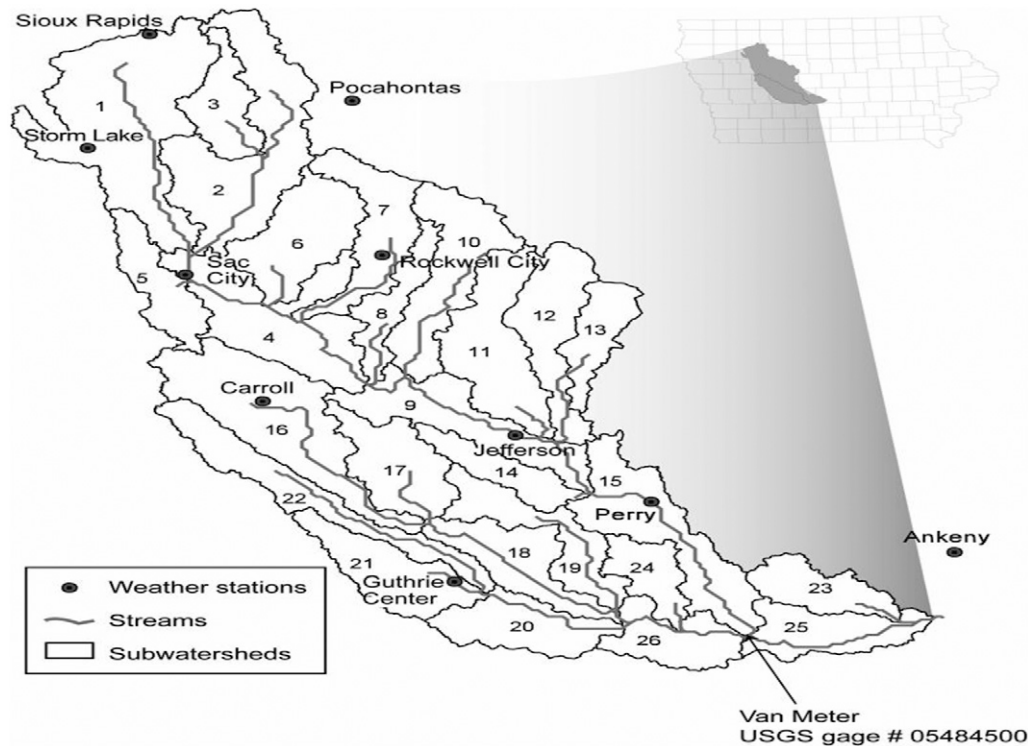 Sioux Rapids
Pocahontas
1
3
Storm Lake
2
7
6
10
Sac
City
Rockwell City
5
12
8
13
4
11
Carroll
9
16
Jefferson
14
17
15
22
Perry
Ankeny
18
21
19
24
Guthrie
Center
23
20
25
26
Weather stations
Streams
Subwatersheds
Van Meter
USGS gage # 05484500